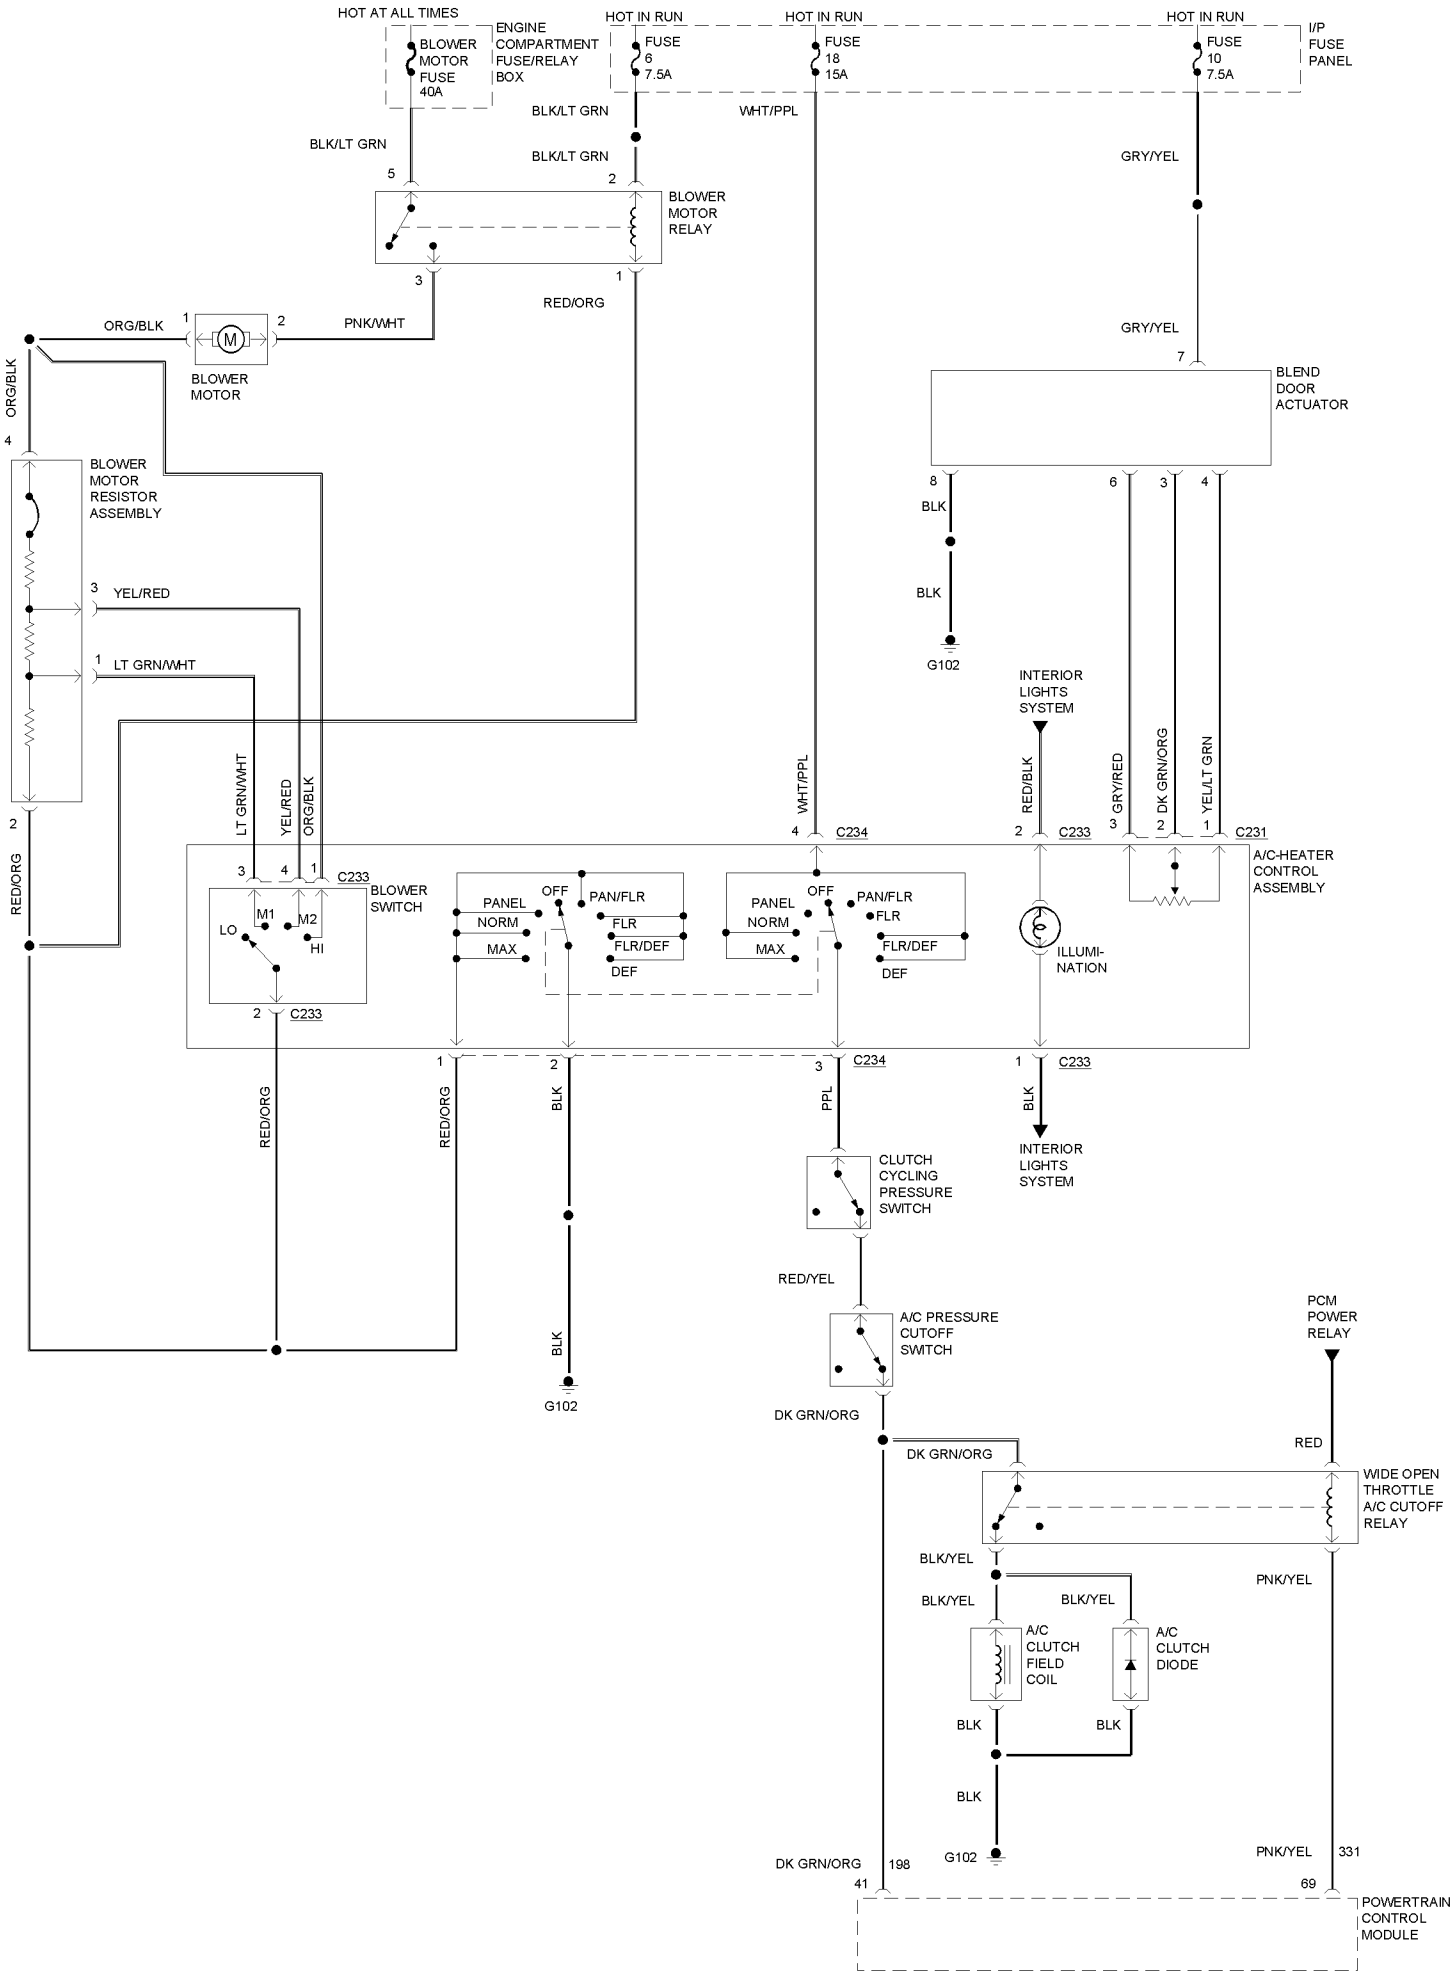 HOT AT ALL TIMES
HOT IN RUN
HOT IN RUN
HOT IN RUN
BLOWER
MOTOR
FUSE
40A
ENGINE
COMPARTMENT
FUSE/RELAY
BOX
FUSE
6
7.5A
FUSE
18
15A
FUSE
10
7.5A
I/P
FUSE
PANEL
BLK/LT GRN
BLK/LT GRN
BLK/LT GRN
WHT/PPL
GRY/YEL
5
2
BLOWER
MOTOR
RELAY
3
1
RED/ORG
ORG/BLK
1
M
2
PNK/WHT
BLOWER
MOTOR
GRY/YEL
7
BLEND
DOOR
ACTUATOR
ORG/BLK
4
BLOWER
MOTOR
RESISTOR
ASSEMBLY
8
BLK
6
3
4
BLK
G102
3
YEL/RED
1
LT GRN/WHT
INTERIOR
LIGHTS
SYSTEM
LT GRN/WHT
YEL/RED
ORG/BLK
WHT/PPL
RED/BLK
GRY/RED
DK GRN/ORG
YEL/LT GRN
2
RED/ORG
4
C234
2
C233
3
2
1
C231
A/C-HEATER
CONTROL
ASSEMBLY
3
4
1
C233
BLOWER
SWITCH
LO
M1
M2
HI
2
C233
OFF
PANEL
NORM
MAX
PAN/FLR
FLR
FLR/DEF
DEF
OFF
PANEL
NORM
MAX
PAN/FLR
FLR
FLR/DEF
DEF
ILLUMI-
NATION
1
2
3
C234
1
C233
RED/ORG
RED/ORG
BLK
PPL
BLK
INTERIOR
LIGHTS
SYSTEM
CLUTCH
CYCLING
PRESSURE
SWITCH
RED/YEL
A/C PRESSURE
CUTOFF
SWITCH
BLK
G102
PCM
POWER
RELAY
DK GRN/ORG
DK GRN/ORG
RED
WIDE OPEN
THROTTLE
A/C CUTOFF
RELAY
BLK/YEL
BLK/YEL
BLK/YEL
PNK/YEL
A/C
CLUTCH
FIELD
COIL
A/C
CLUTCH
DIODE
BLK
BLK
BLK
G102
DK GRN/ORG
198
41
PNK/YEL
331
69
POWERTRAIN
CONTROL
MODULE